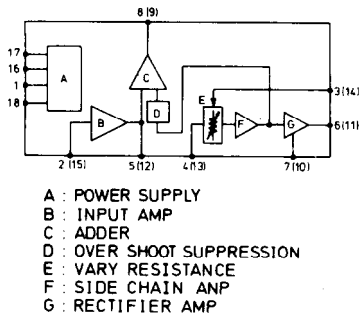 8 (9)
17
16
1
18
A
B
C
D
E
F
G
3 (14)
6 (11)
2 (15)
5 (12)
4 (13)
7 (10)
A : POWER SUPPLY
B : INPUT AMP
C : ADDER
D : OVER SHOOT SUPPRESSION
E : VARY RESISTANCE
F : SIDE CHAIN ANP
G : RECTIFIER AMP